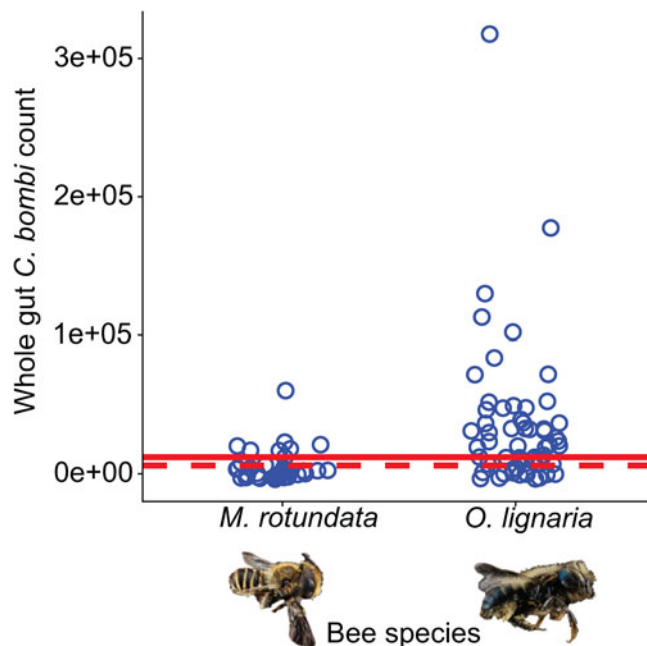 Whole gut C. bombi count
3e+05
2e+05
1e+05
0e+00
M. rotundata
O. lignaria
Bee species